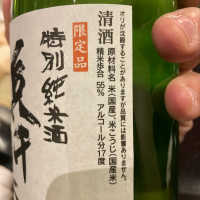 オリが沈殿することがありますが品質には影響ありません。
清酒
原材料名 米(国産)、米こうじ(国産米)
精米歩合 55% アルコール分17度
限定品
特別純米酒